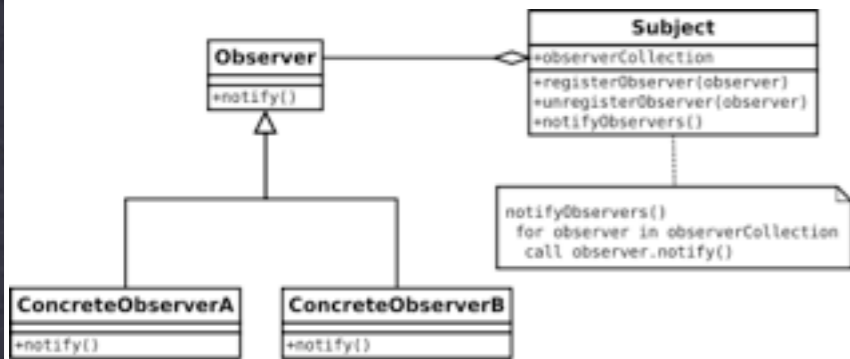 Subject
+observerCollection
+registerObserver(observer)
+unregisterObserver(observer)
+notifyObservers()
Observer
+notify()
notifyObservers()
for observer in observerCollection
call observer.notify()
ConcreteObserverA
+notify()
ConcreteObserverB
+notify()